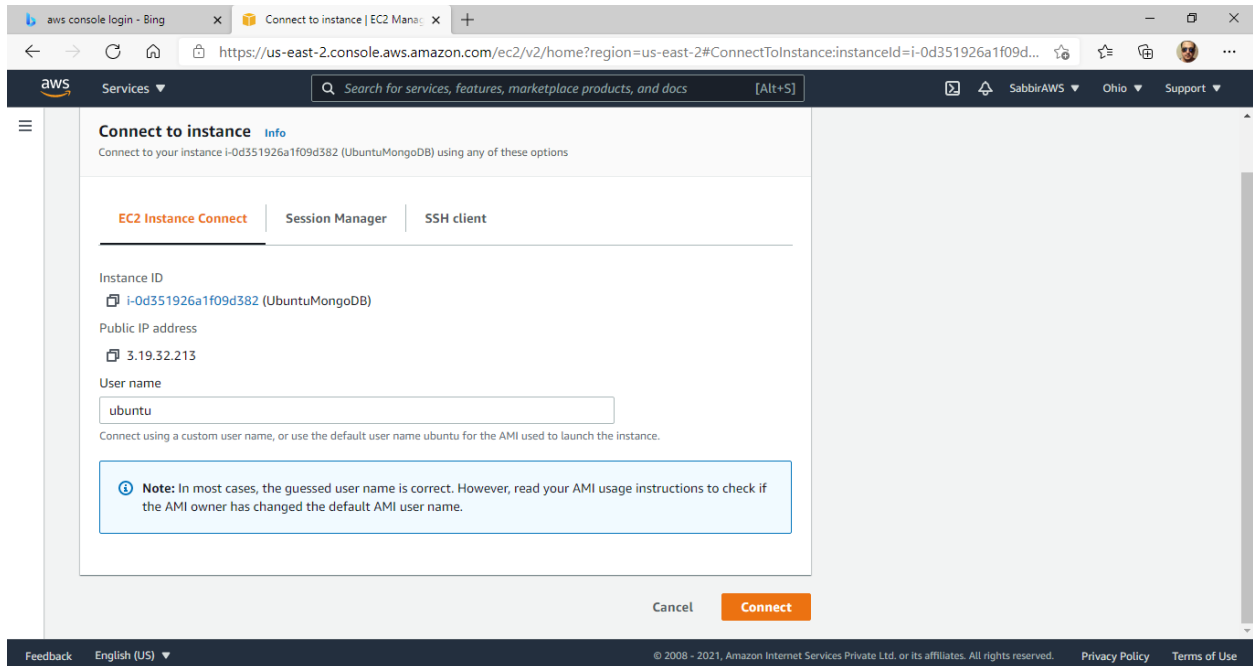 aws console login - Bing
Connect to instance | EC2 Manag
https://us-east-2.console.aws.amazon.com/ec2/v2/home?region=us-east-2#ConnectToInstance:instanceId=i-0d351926a1f09d...
aws Services ▼ Search for services, features, marketplace products, and docs [Alt+S] SabbirAWS ▼ Ohio ▼ Support ▼
Connect to instance Info
Connect to your instance i-0d351926a1f09d382 (UbuntuMongoDB) using any of these options
EC2 Instance Connect Session Manager SSH client
Instance ID
i-0d351926a1f09d382 (UbuntuMongoDB)
Public IP address
3.19.32.213
User name
ubuntu
Connect using a custom user name, or use the default user name ubuntu for the AMI used to launch the instance.
Note: In most cases, the guessed user name is correct. However, read your AMI usage instructions to check if
the AMI owner has changed the default AMI user name.
Cancel Connect
Feedback English (US) ▼ © 2008 - 2021, Amazon Internet Services Private Ltd. or its affiliates. All rights reserved. Privacy Policy Terms of Use